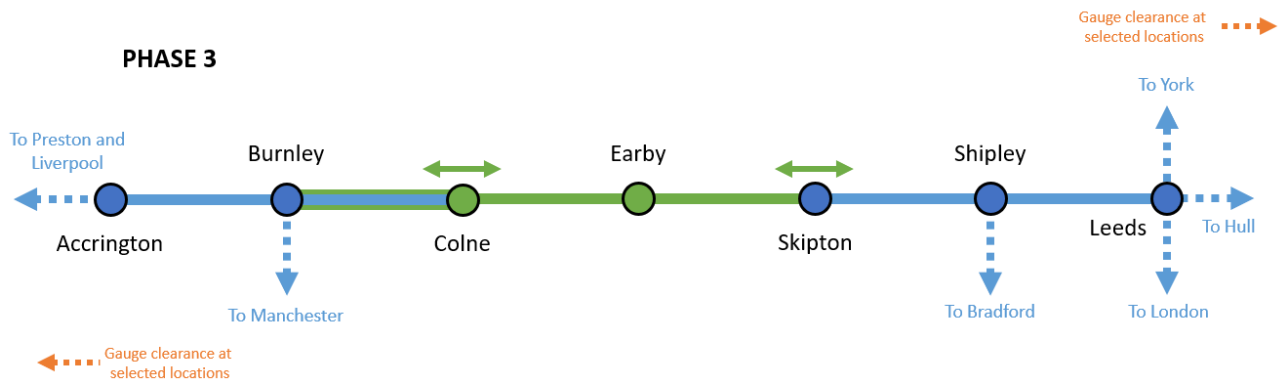 Gauge clearance at
selected locations
PHASE 3
To York
To Preston and
Liverpool
Burnley
Earby
Shipley
Accrington
Colne
Skipton
Leeds
To Hull
To Manchester
To Bradford
To London
Gauge clearance at
selected locations